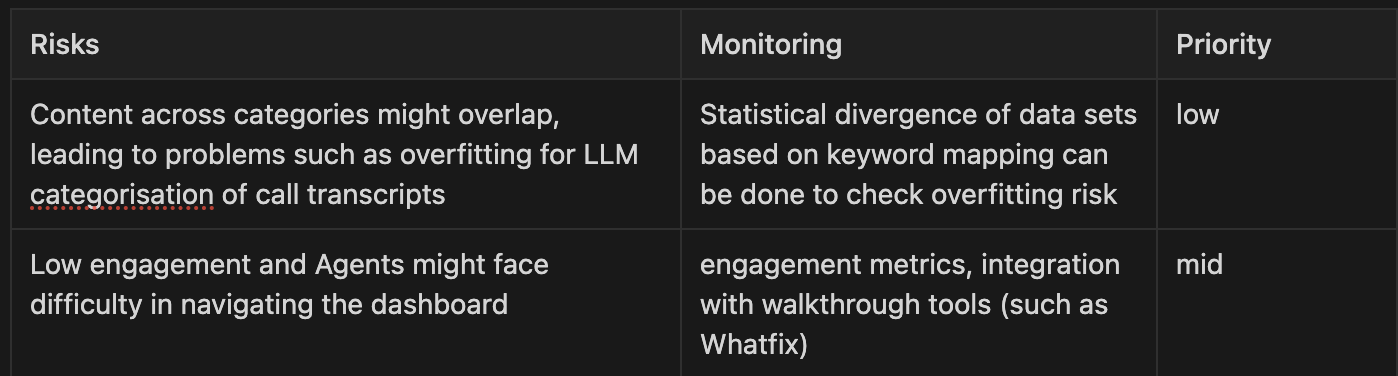 Risks
Monitoring
Priority
Content across categories might overlap,
leading to problems such as overfitting for LLM
categorisation of call transcripts
Statistical divergence of data sets
based on keyword mapping can
be done to check overfitting risk
low
Low engagement and Agents might face
difficulty in navigating the dashboard
engagement metrics, integration
with walkthrough tools (such as
Whatfix)
mid